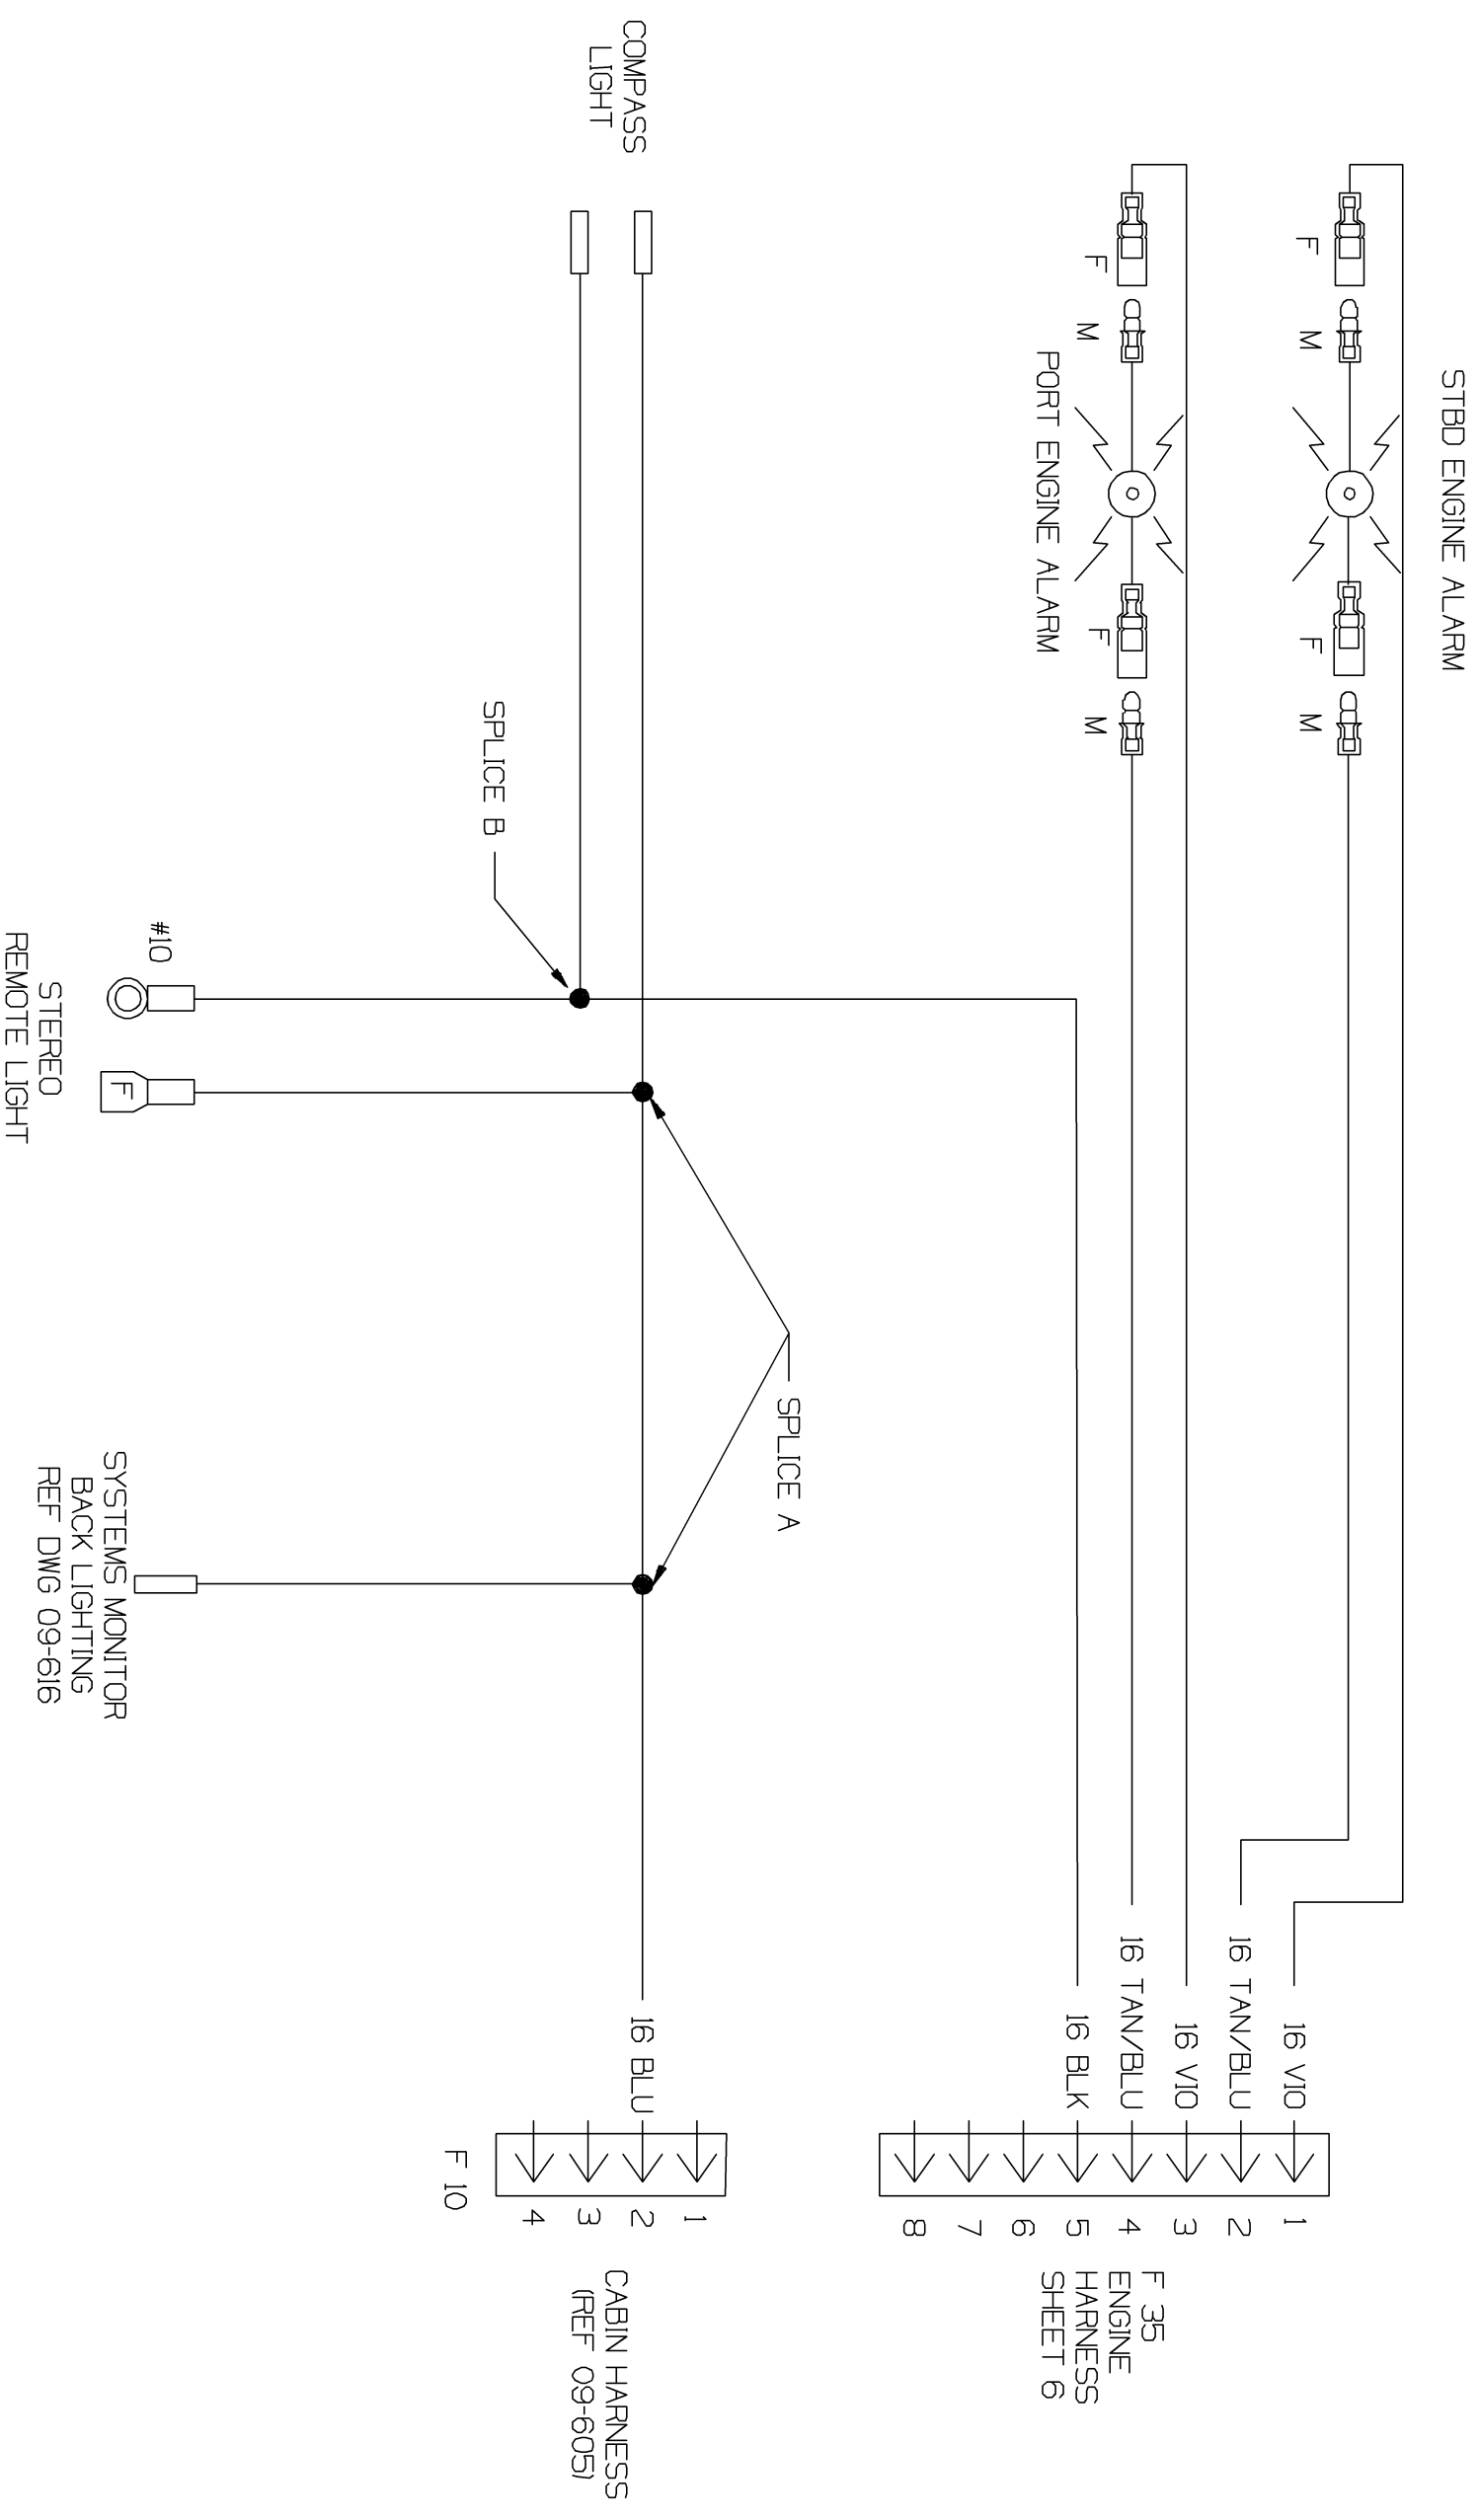 STBD ENGINE ALARM
F
M
F
M
16 VIO
16 TAN/BLU
1
2
3
4
5
6
7
8
F
M
F
M
PORT ENGINE ALARM
16 VIO
16 TAN/BLU
16 BLK
F 35
ENGINE
HARNESS
SHEET 6
SPLICE A
COMPASS
LIGHT
16 BLU
1
2
3
4
CABIN HARNESS
(REF 09-605)
SPLICE B
F 10
#10
F
STEREO
REMOTE LIGHT
SYSTEMS MONITOR
BACK LIGHTING
REF DWG 09-616